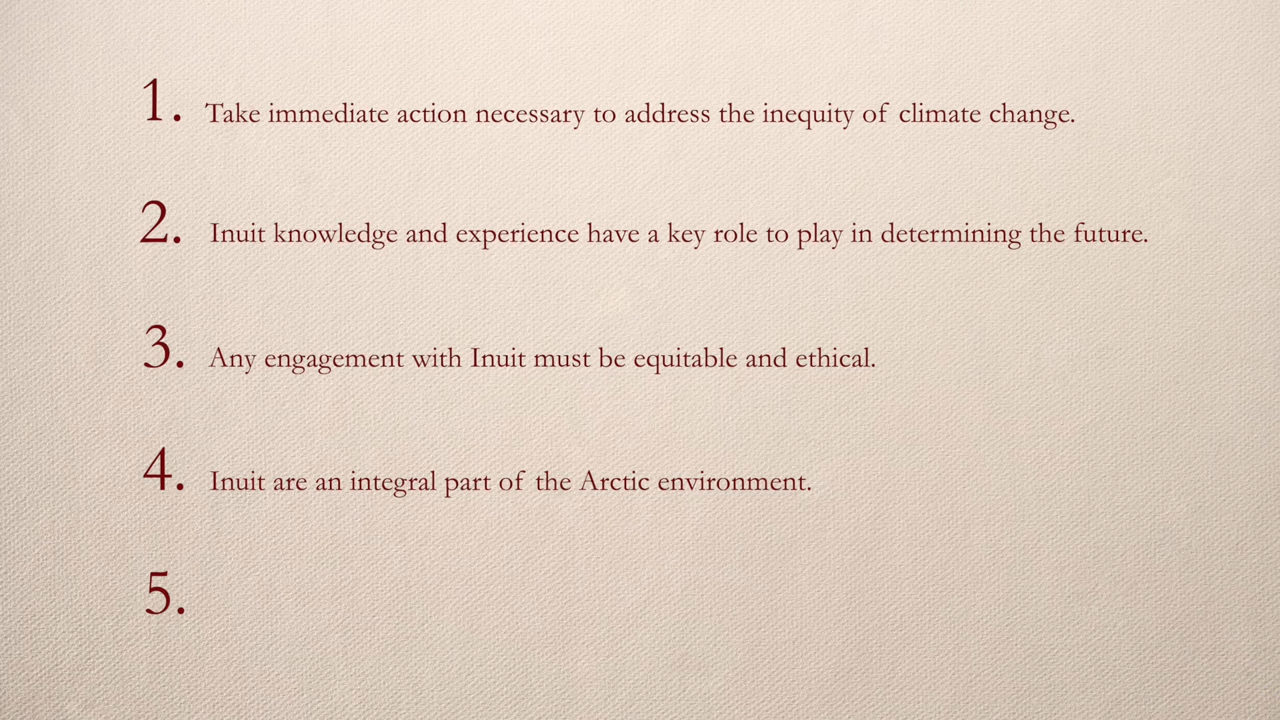 1. Take immediate action necessary to address the inequity of climate change.
2. Inuit knowledge and experience have a key role to play in determining the future.
3. Any engagement with Inuit must be equitable and ethical.
4. Inuit are an integral part of the Arctic environment.
5.